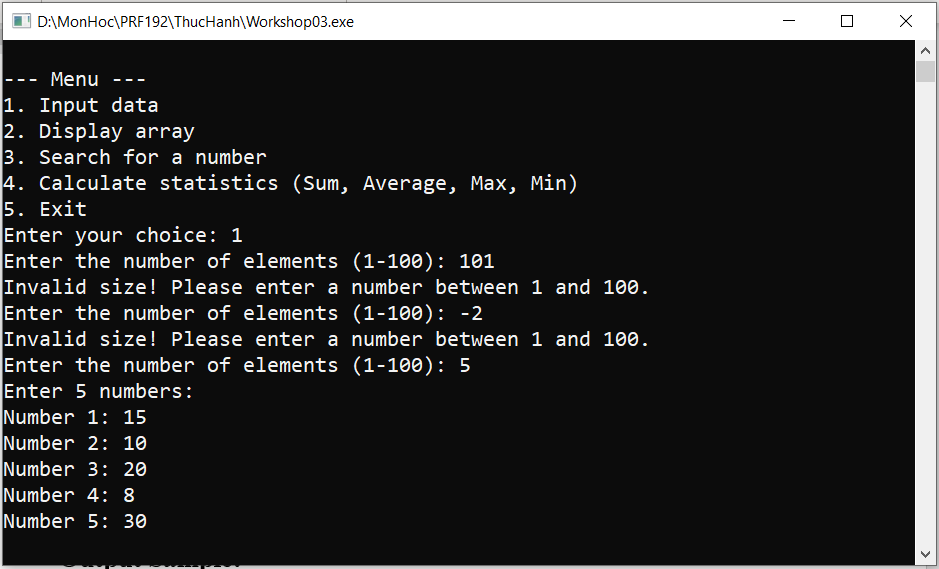 D:\MonHoc\PRF192\ThucHanh\Workshop03.exe
--- Menu ---
1. Input data
2. Display array
3. Search for a number
4. Calculate statistics (Sum, Average, Max, Min)
5. Exit
Enter your choice: 1
Enter the number of elements (1-100): 101
Invalid size! Please enter a number between 1 and 100.
Enter the number of elements (1-100): -2
Invalid size! Please enter a number between 1 and 100.
Enter the number of elements (1-100): 5
Enter 5 numbers:
Number 1: 15
Number 2: 10
Number 3: 20
Number 4: 8
Number 5: 30